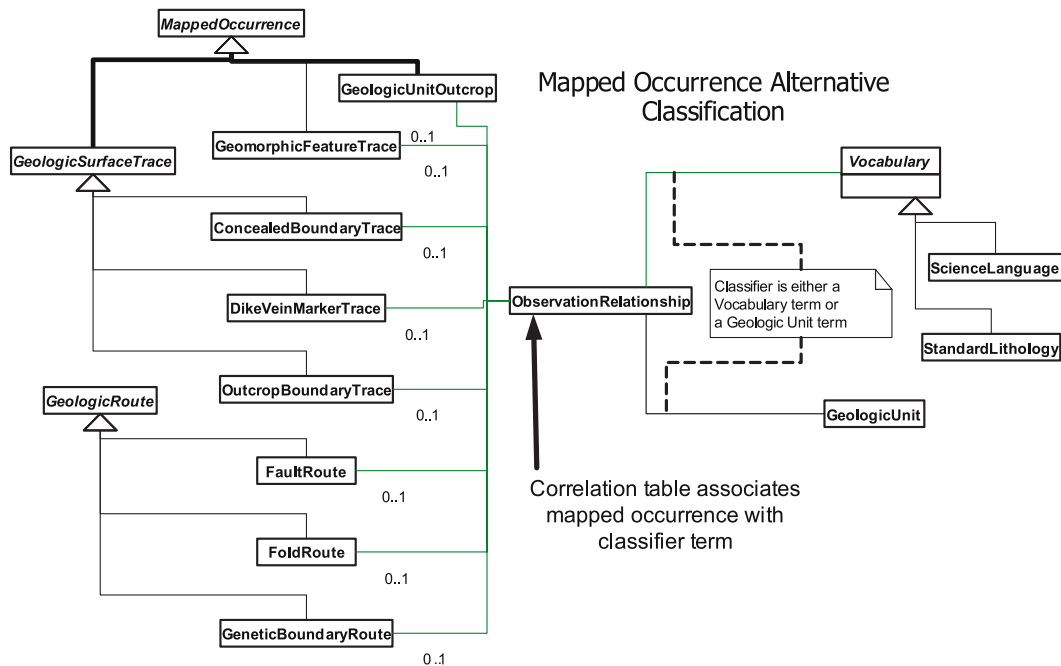 MappedOccurrence
GeologicUnitOutcrop
Mapped Occurrence Alternative
Classification
0..1
GeomorphicFeatureTrace
0..1
GeologicSurfaceTrace
Vocabulary
ConcealedBoundaryTrace
0..1
ScienceLanguage
Classifier is either a
Vocabulary term or
a Geologic Unit term
DikeVeinMarkerTrace
0..1
ObservationRelationship
StandardLithology
OutcropBoundaryTrace
0..1
GeologicRoute
GeologicUnit
FaultRoute
0..1
Correlation table associates
mapped occurrence with
classifier term
FoldRoute
0..1
GeneticBoundaryRoute
0..1